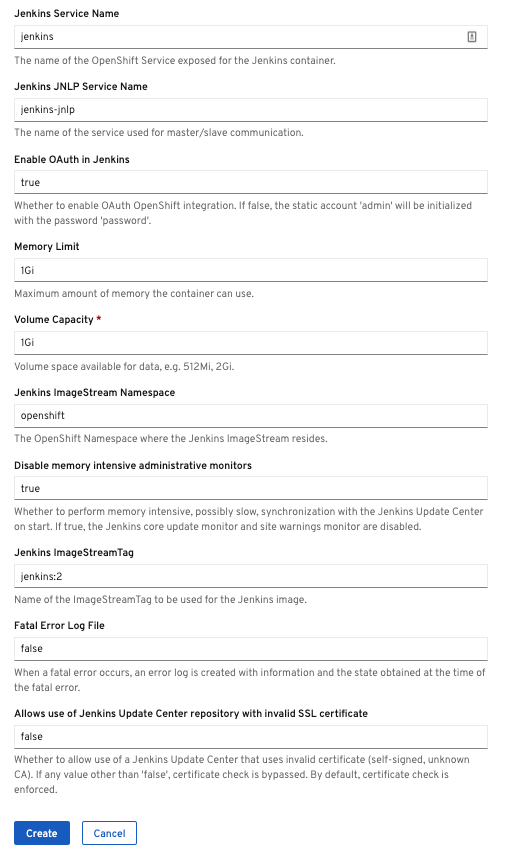 Jenkins Service Name
jenkins
The name of the OpenShift Service exposed for the Jenkins container.
Jenkins JNLP Service Name
jenkins-jnlp
The name of the service used for master/slave communication.
Enable OAuth in Jenkins
true
Whether to enable OAuth OpenShift integration. If false, the static account 'admin' will be initialized
with the password 'password'.
Memory Limit
1Gi
Maximum amount of memory the container can use.
Volume Capacity *
1Gi
Volume space available for data, e.g. 512Mi, 2Gi.
Jenkins ImageStream Namespace
openshift
The OpenShift Namespace where the Jenkins ImageStream resides.
Disable memory intensive administrative monitors
true
Whether to perform memory intensive, possibly slow, synchronization with the Jenkins Update Center
on start. If true, the Jenkins core update monitor and site warnings monitor are disabled.
Jenkins ImageStreamTag
jenkins:2
Name of the ImageStreamTag to be used for the Jenkins image.
Fatal Error Log File
false
When a fatal error occurs, an error log is created with information and the state obtained at the time of
the fatal error.
Allows use of Jenkins Update Center repository with invalid SSL certificate
false
Whether to allow use of a Jenkins Update Center that uses invalid certificate (self-signed, unknown
CA). If any value other than 'false', certificate check is bypassed. By default, certificate check is
enforced.
Create Cancel